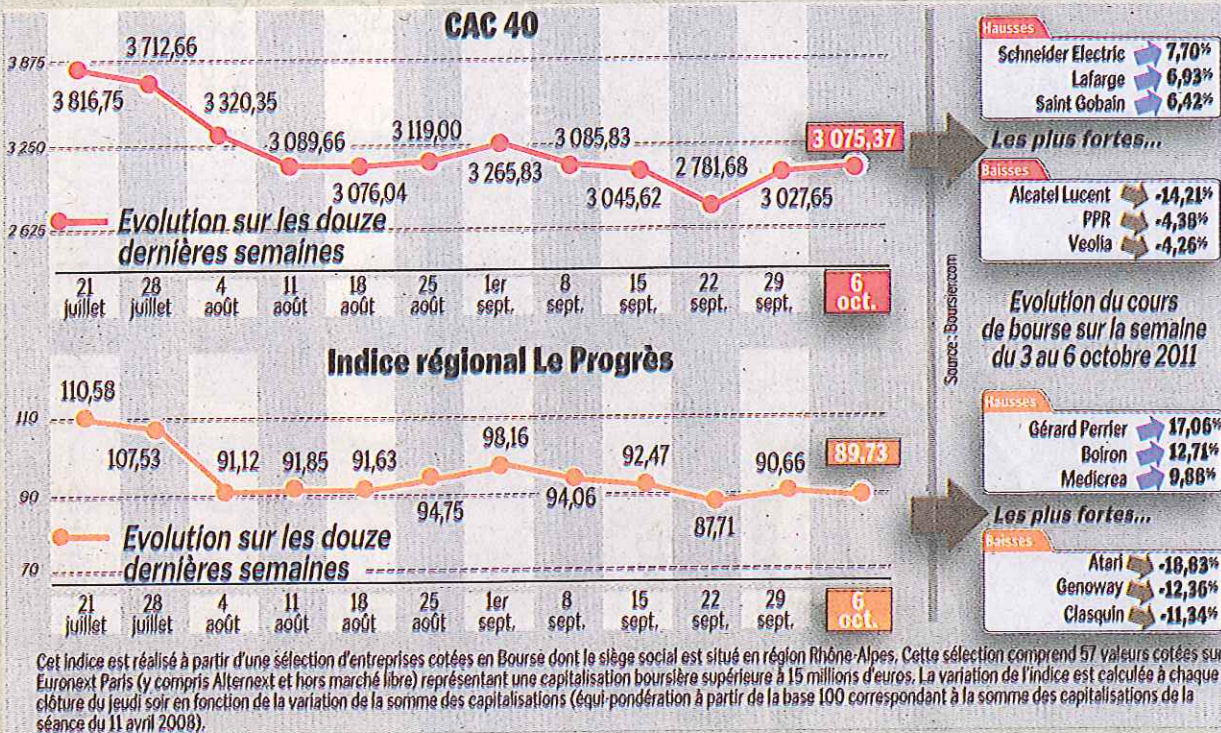 CAC 40
3 875
3 250
2 625
3 816,75
3 712,66
3 320,35
3 089,66
3 076,04
3 119,00
3 265,83
3 085,83
3 045,62
2 781,68
3 027,65
3 075,37
Evolution sur les douze
dernières semaines
21 juillet
28 juillet
4 août
11 août
18 août
25 août
1er sept.
8 sept.
15 sept.
22 sept.
29 sept.
6 oct.
Hausses
Schneider Electric 7,70%
Lafarge 6,93%
Saint Gobain 6,42%
Les plus fortes...
Baisses
Alcatel Lucent -14,21%
PPR -4,38%
Veolia -4,26%
Source : Boursier.com
Evolution du cours
de bourse sur la semaine
du 3 au 6 octobre 2011
Indice régional Le Progrès
110
90
70
110,58
107,53
91,12
91,85
91,63
94,75
98,16
94,06
92,47
87,71
90,66
89,73
Evolution sur les douze
dernières semaines
21 juillet
28 juillet
4 août
11 août
18 août
25 août
1er sept.
8 sept.
15 sept.
22 sept.
29 sept.
6 oct.
Hausses
Gérard Perrier 17,06%
Boiron 12,71%
Medicrea 9,88%
Les plus fortes...
Baisses
Atari -18,83%
Genoway -12,36%
Clasquin -11,34%
Cet indice est réalisé à partir d'une sélection d'entreprises cotées en Bourse dont le siège social est situé en région Rhône-Alpes. Cette sélection comprend 57 valeurs cotées sur
Euronext Paris (y compris Alternext et hors marché libre) représentant une capitalisation boursière supérieure à 15 millions d'euros. La variation de l'indice est calculée à chaque
clôture du jeudi soir en fonction de la variation de la somme des capitalisations (équi-pondération à partir de la base 100 correspondant à la somme des capitalisations de la
séance du 11 avril 2008).